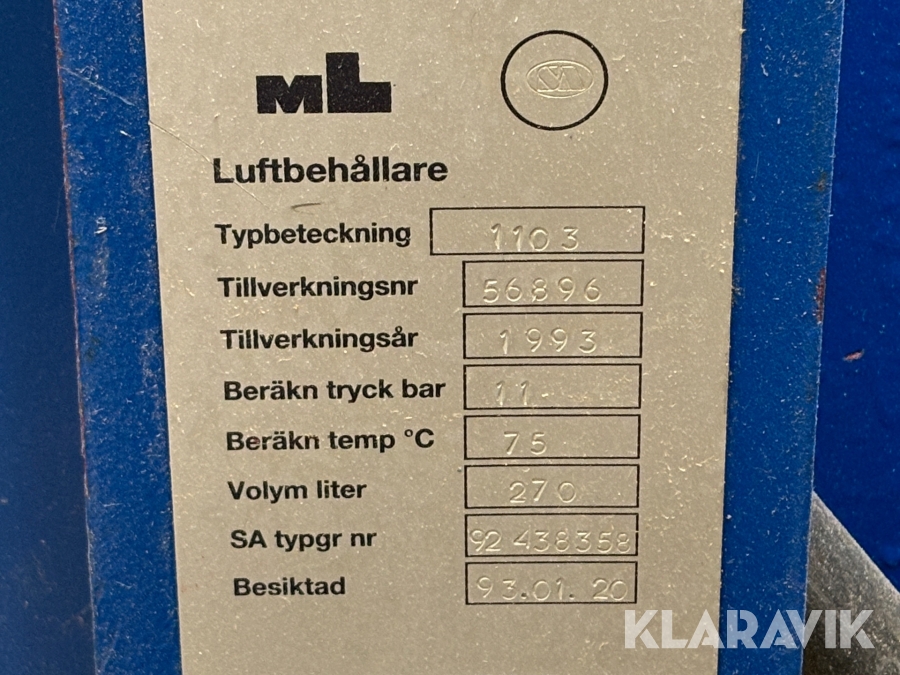 mL
Luftbehållare
Typbeteckning 1103
Tillverkningsnr 56896
Tillverkningsår 1993
Beräkn tryck bar 11
Beräkn temp °C 75
Volym liter 270
SA typgr nr 92 438358
Besiktad 93.01.20
KLARAVIK